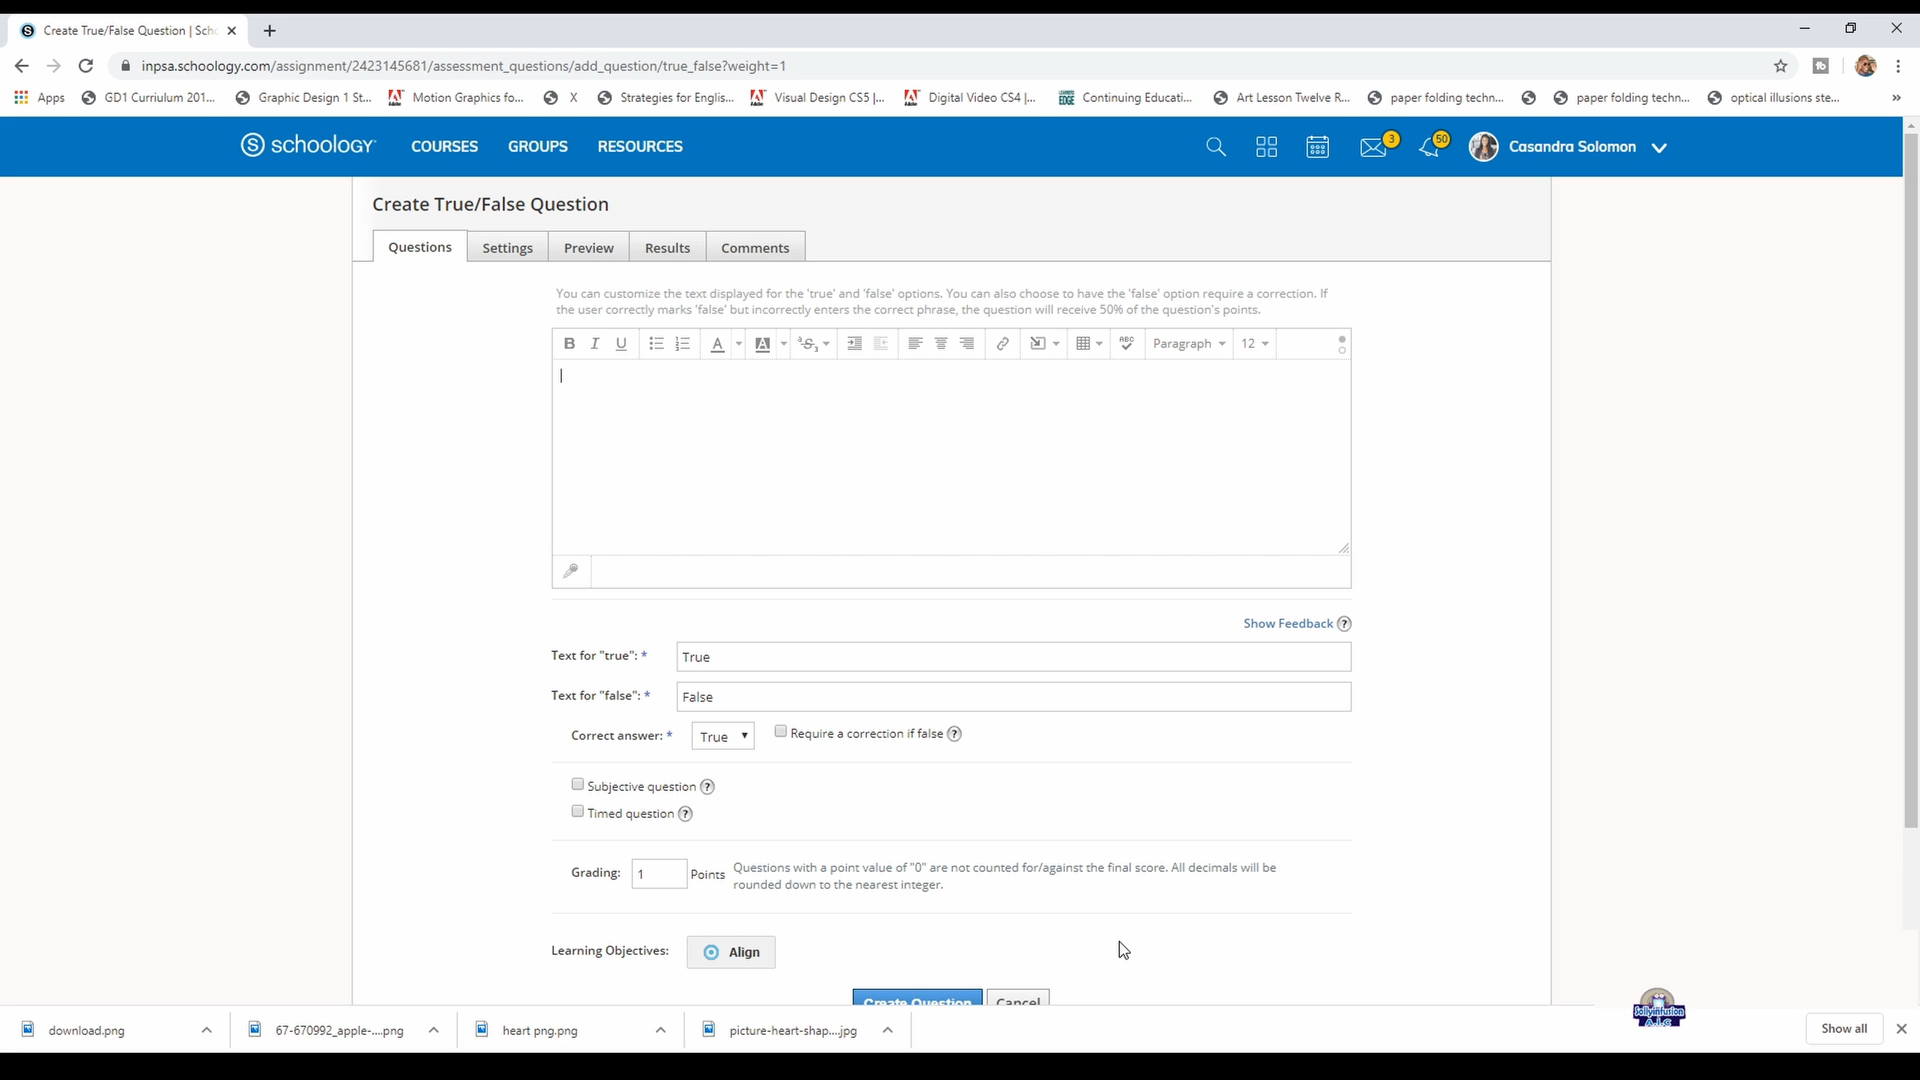 Create True/False Question | Sch
inpsa.schoology.com/assignment/2423145681/assessment_questions/add_question/true_false?weight=1
Apps GD1 Curriulum 201... Graphic Design 1 St... Motion Graphics fo... X Strategies for Englis... Visual Design CS5 |... Digital Video CS4 |... Continuing Educati... Art Lesson Twelve R... paper folding techn... paper folding techn... optical illusions ste... »
schoology COURSES GROUPS RESOURCES 3 50 Casandra Solomon
Create True/False Question
Questions Settings Preview Results Comments
You can customize the text displayed for the 'true' and 'false' options. You can also choose to have the 'false' option require a correction. If
the user correctly marks 'false' but incorrectly enters the correct phrase, the question will receive 50% of the question's points.
B I U A A Paragraph 12
Show Feedback ?
Text for "true": * True
Text for "false": * False
Correct answer: * True Require a correction if false ?
Subjective question ?
Timed question ?
Grading: 1 Points Questions with a point value of "0" are not counted for/against the final score. All decimals will be
rounded down to the nearest integer.
Learning Objectives: Align
Create Question Cancel
download.png 67-670992_apple-....png heart png.png picture-heart-shap....jpg Show all
Sollyinfusion
A.I.C